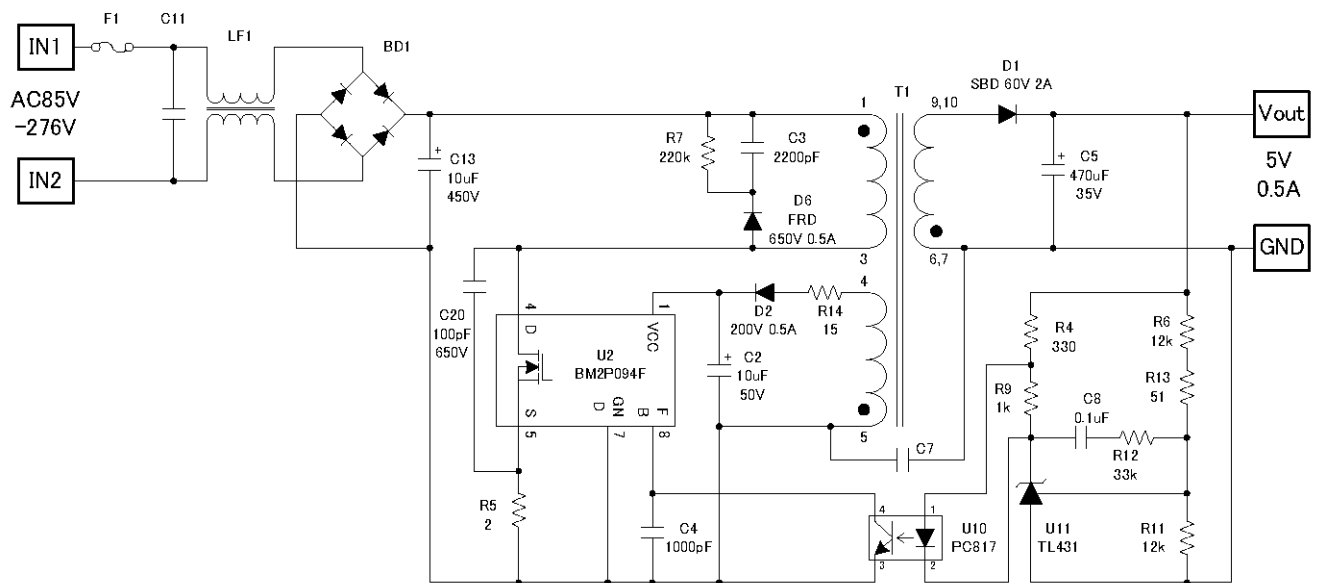 F1
C11
LF1
BD1
IN1
AC85V
-276V
IN2
C13
10uF
450V
R7
220k
C3
2200pF
D6
FRD
650V 0.5A
1
3
T1
9,10
6,7
D1
SBD 60V 2A
C5
470uF
35V
Vout
5V
0.5A
GND
C20
100pF
650V
4
D
1
VCC
U2
BM2P094F
S
5
GN
D
7
F
B
8
D2
200V 0.5A
R14
15
4
5
C2
10uF
50V
C7
R4
330
R9
1k
R6
12k
R13
51
C8
0.1uF
R12
33k
R5
2
C4
1000pF
4
3
1
2
U10
PC817
U11
TL431
R11
12k